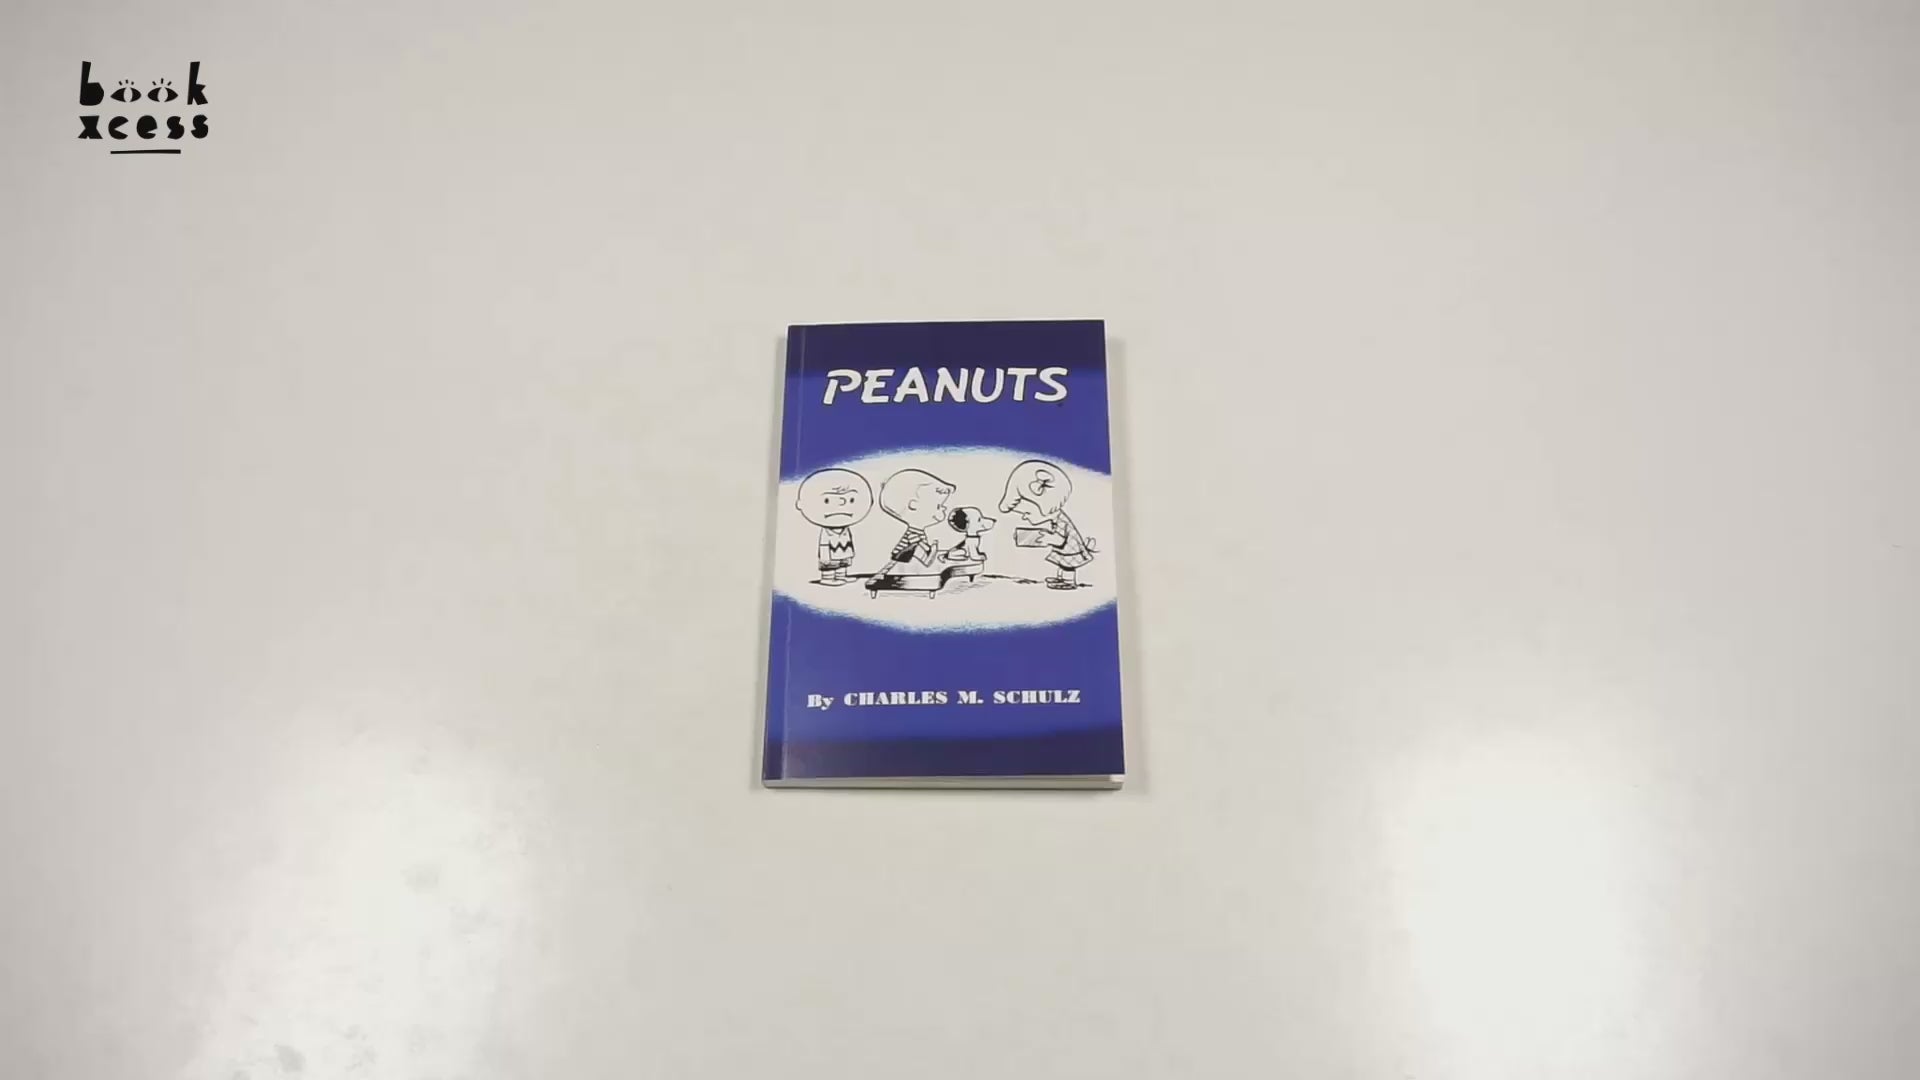 book
xcess
PEANUTS
By CHARLES M. SCHULZ